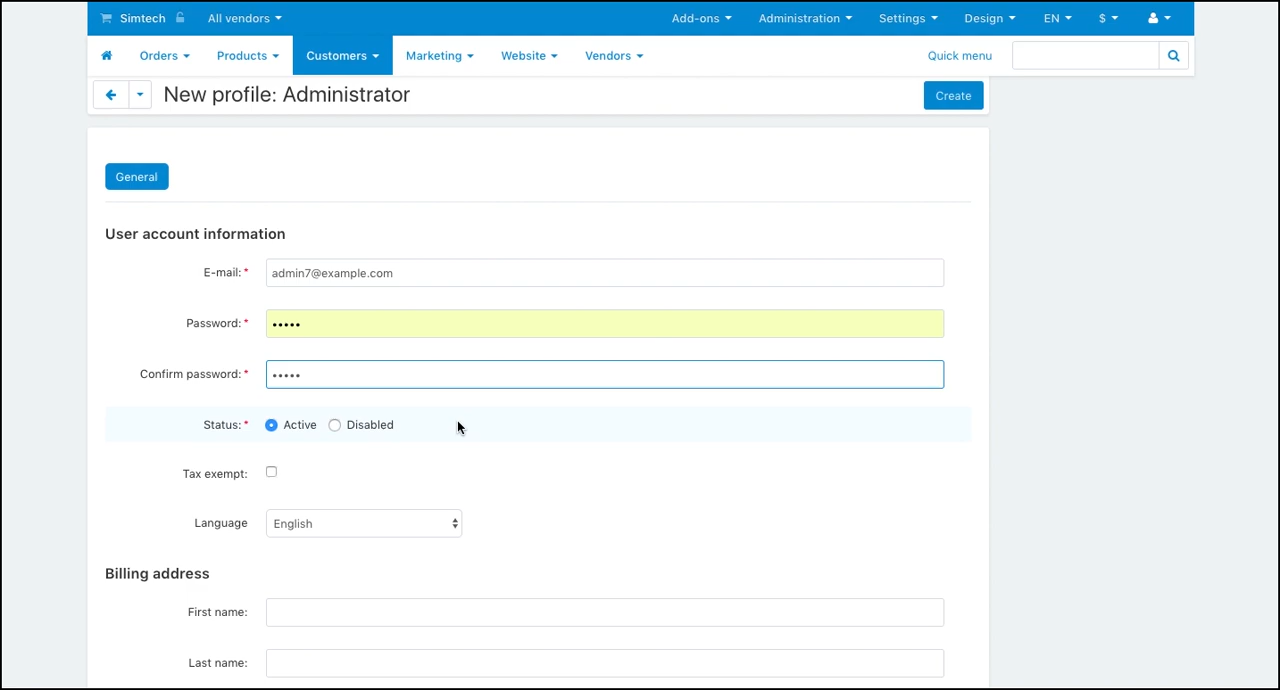 Simtech All vendors Add-ons Administration Settings Design EN $
Orders Products Customers Marketing Website Vendors Quick menu
New profile: Administrator Create
General
User account information
E-mail:* admin7@example.com
Password:* •••••
Confirm password:* •••••
Status:* Active Disabled
Tax exempt:
Language English
Billing address
First name:
Last name: